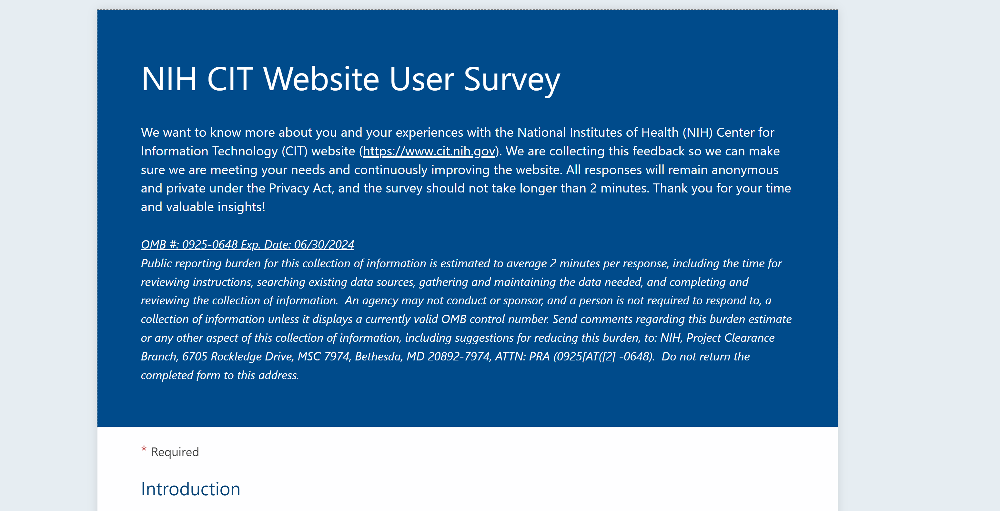 NIH CIT Website User Survey
We want to know more about you and your experiences with the National Institutes of Health (NIH) Center for
Information Technology (CIT) website (https://www.cit.nih.gov). We are collecting this feedback so we can make
sure we are meeting your needs and continuously improving the website. All responses will remain anonymous
and private under the Privacy Act, and the survey should not take longer than 2 minutes. Thank you for your time
and valuable insights!
OMB #: 0925-0648 Exp. Date: 06/30/2024
Public reporting burden for this collection of information is estimated to average 2 minutes per response, including the time for
reviewing instructions, searching existing data sources, gathering and maintaining the data needed, and completing and
reviewing the collection of information.  An agency may not conduct or sponsor, and a person is not required to respond to, a
collection of information unless it displays a currently valid OMB control number. Send comments regarding this burden estimate
or any other aspect of this collection of information, including suggestions for reducing this burden, to: NIH, Project Clearance
Branch, 6705 Rockledge Drive, MSC 7974, Bethesda, MD 20892-7974, ATTN: PRA (0925[AT([2] -0648).  Do not return the
completed form to this address.
* Required
Introduction